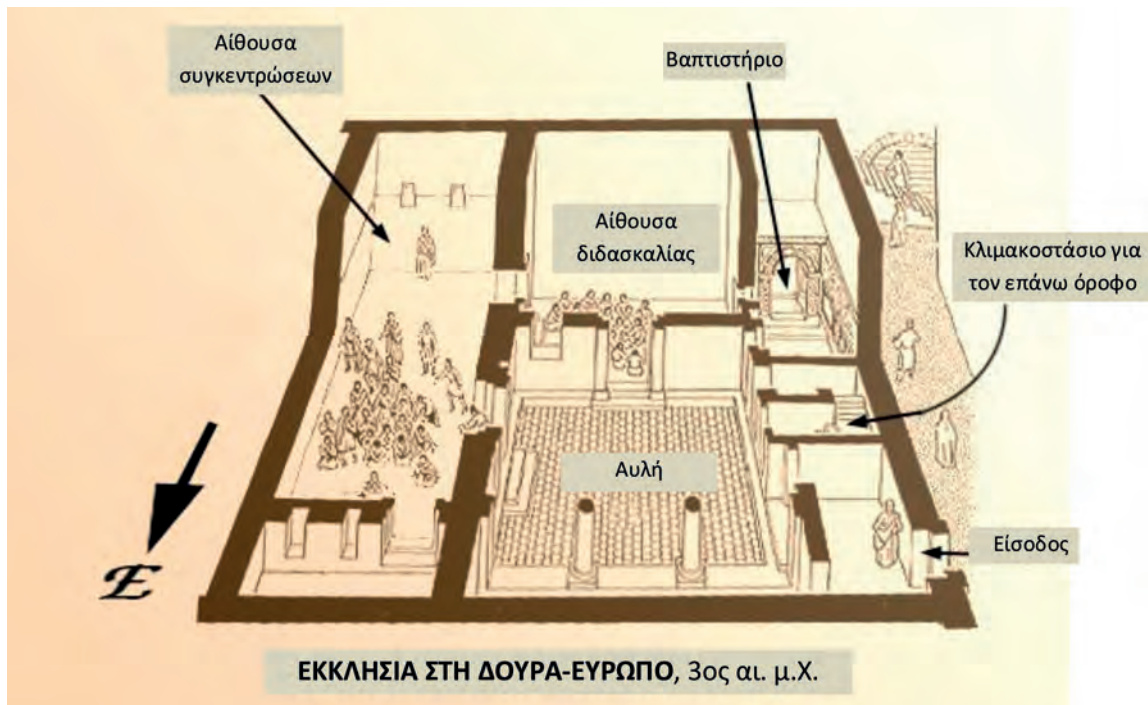 Αίθουσα
συγκεντρώσεων
Βαπτιστήριο
Αίθουσα
διδασκαλίας
Κλιμακοστάσιο για
τον επάνω όροφο
Αυλή
Είσοδος
E
ΕΚΚΛΗΣΙΑ ΣΤΗ ΔΟΥΡΑ-ΕΥΡΩΠΟ, 3ος αι. μ.Χ.